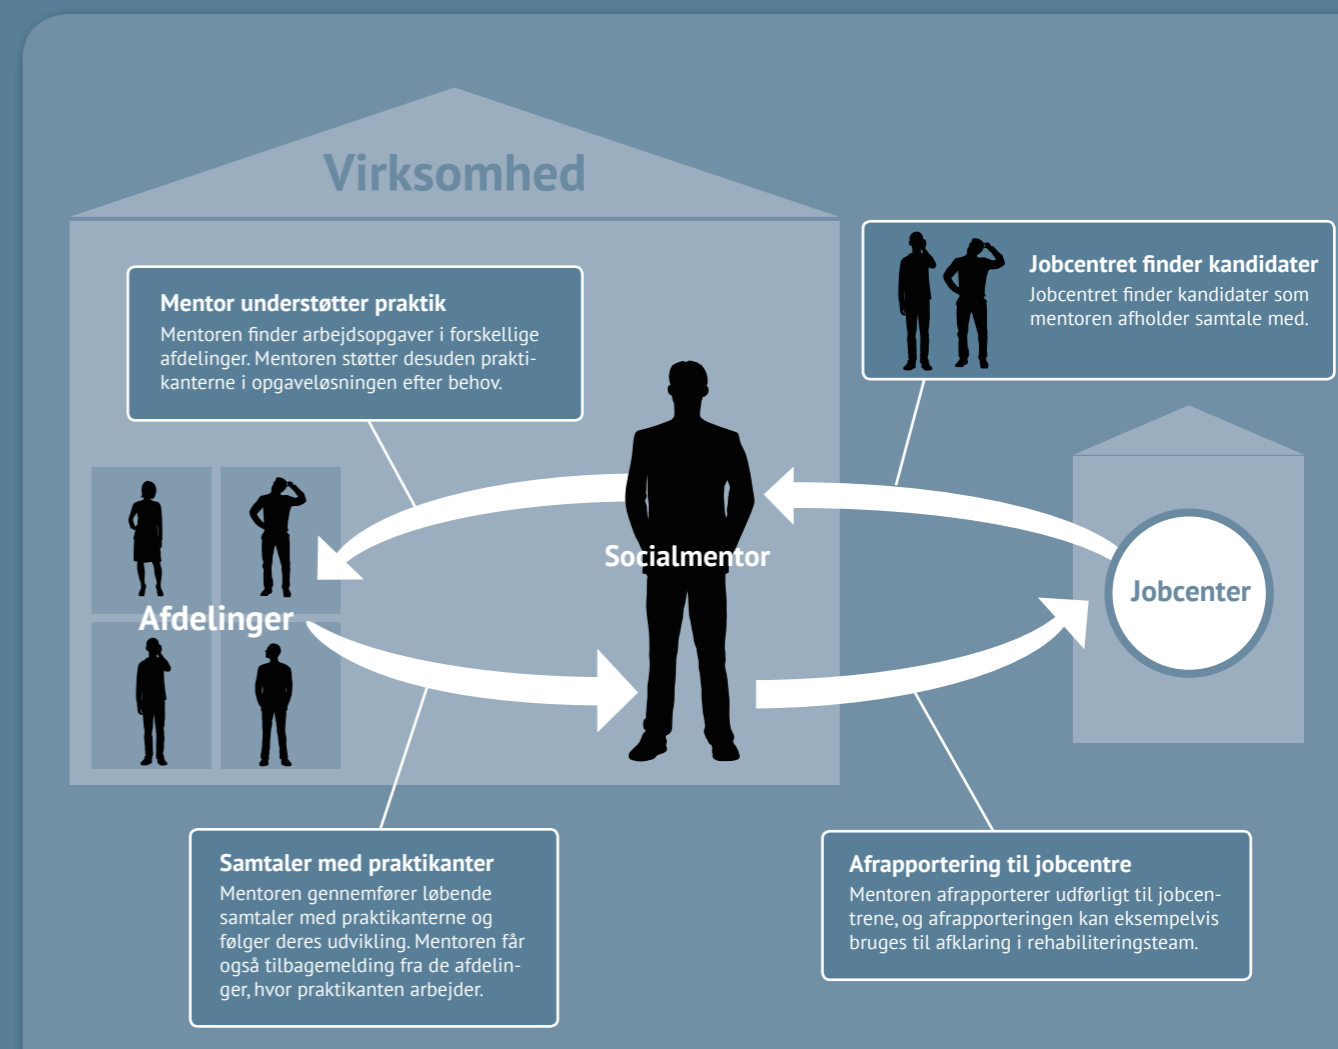 Virksomhed
Mentor understøtter praktik
Mentoren finder arbejdsopgaver i forskellige
afdelinger. Mentoren støtter desuden prakti-
kanterne i opgaveløsningen efter behov.
Jobcentret finder kandidater
Jobcentret finder kandidater som
mentoren afholder samtale med.
Socialmentor
Jobcenter
Afdelinger
Samtaler med praktikanter
Mentoren gennemfører løbende
samtaler med praktikanterne og
følger deres udvikling. Mentoren får
også tilbagemelding fra de afdelin-
ger, hvor praktikanten arbejder.
Afrapportering til jobcentre
Mentoren afrapporterer udførligt til jobcen-
trene, og afrapporteringen kan eksempelvis
bruges til afklaring i rehabiliteringsteam.